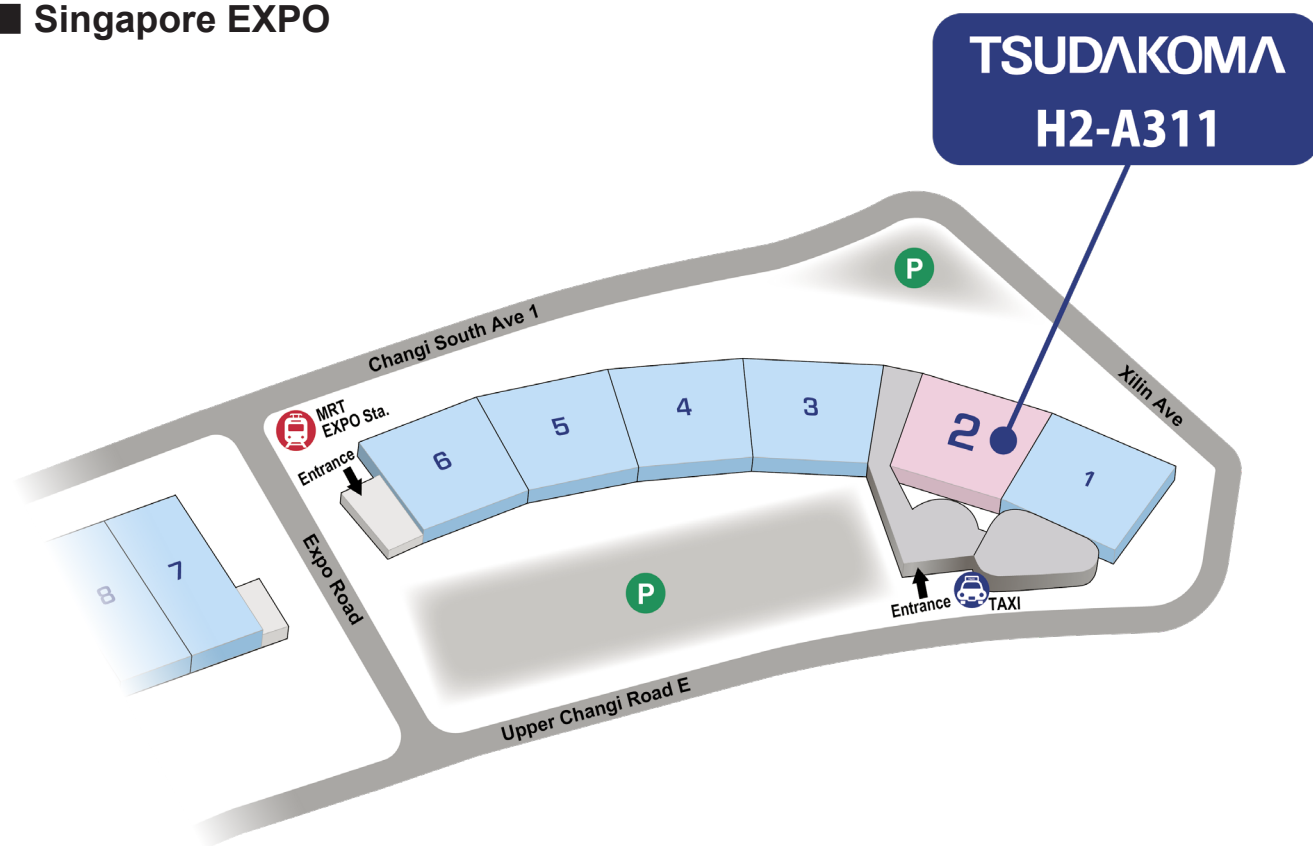 ■ Singapore EXPO
TSUDAKOMA
H2-A311
P
Changi South Ave 1
Xilin Ave
MRT
EXPO Sta.
Entrance
6
5
4
3
2
1
8
7
Expo Road
P
Entrance
TAXI
Upper Changi Road E